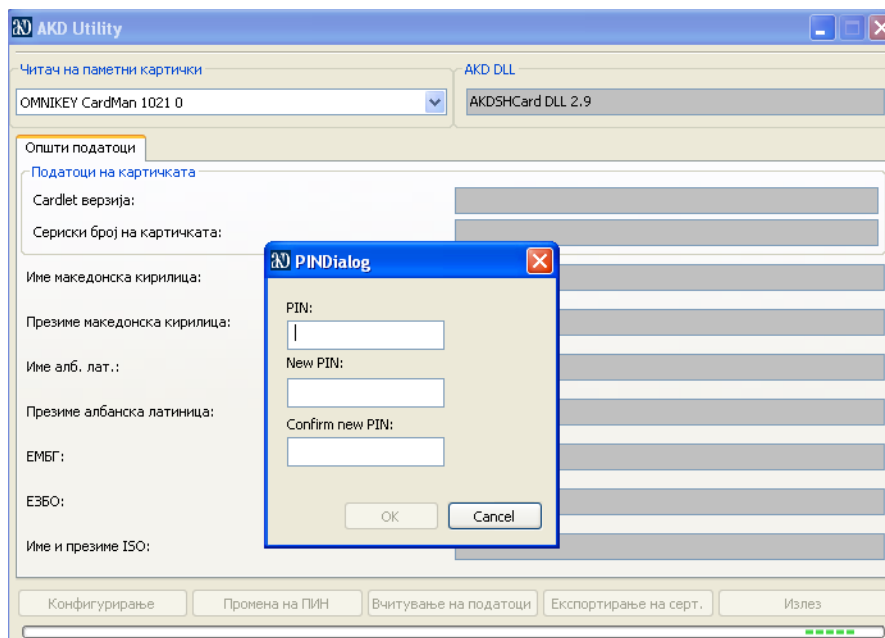 AKD Utility
Читач на паметни картички
AKD DLL
OMNIKEY CardMan 1021 0
AKDSHCard DLL 2.9
Општи податоци
Податоци на картичката
Cardlet верзија:
Сериски број на картичката:
PINDialog
Име македонска кирилица:
PIN:
Презиме македонска кирилица:
New PIN:
Име алб. лат.:
Презиме албанска латиница:
Confirm new PIN:
ЕМБГ:
ЕЗБО:
OK
Cancel
Име и презиме ISO:
Конфигурирање
Промена на ПИН
Вчитување на податоци
Експортирање на серт.
Излез